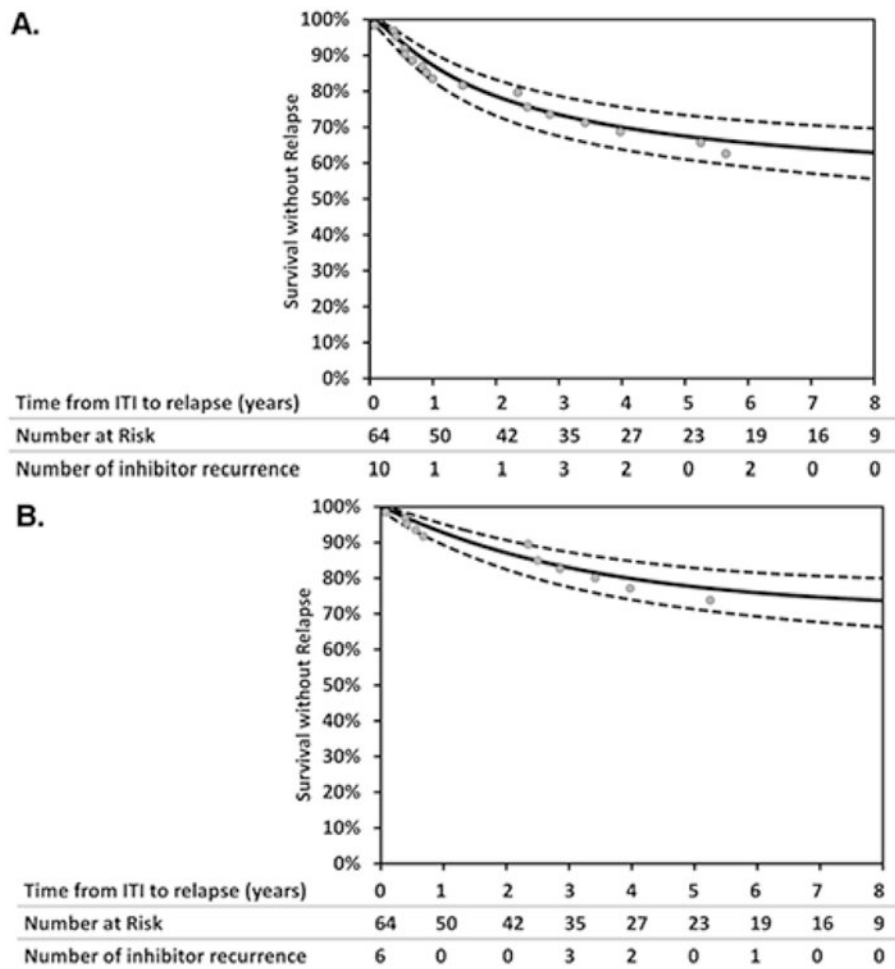 A.
100%
90%
80%
70%
60%
50%
40%
30%
20%
10%
0%
Survival without Relapse
Time from ITI to relapse (years) 0 1 2 3 4 5 6 7 8
Number at Risk 64 50 42 35 27 23 19 16 9
Number of inhibitor recurrence 10 1 1 3 2 0 2 0 0
B.
100%
90%
80%
70%
60%
50%
40%
30%
20%
10%
0%
Survival without Relapse
Time from ITI to relapse (years) 0 1 2 3 4 5 6 7 8
Number at Risk 64 50 42 35 27 23 19 16 9
Number of inhibitor recurrence 6 0 0 3 2 0 1 0 0